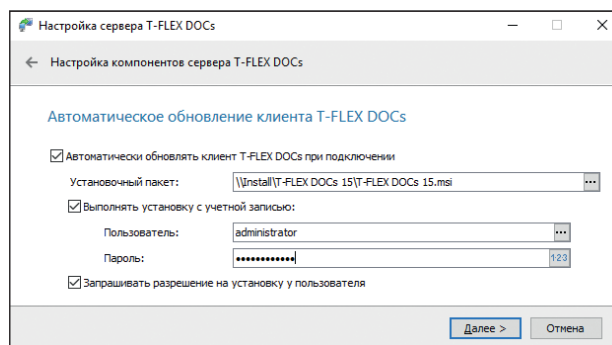 Настройка сервера T-FLEX DOCs
Настройка компонентов сервера T-FLEX DOCs
Автоматическое обновление клиента T-FLEX DOCs
Автоматически обновлять клиент T-FLEX DOCs при подключении
Установочный пакет: \\Install\T-FLEX DOCs 15\T-FLEX DOCs 15.msi ...
Выполнять установку с учетной записью:
Пользователь: administrator ...
Пароль: •••••••••••• 123
Запрашивать разрешение на установку у пользователя
Далее > Отмена